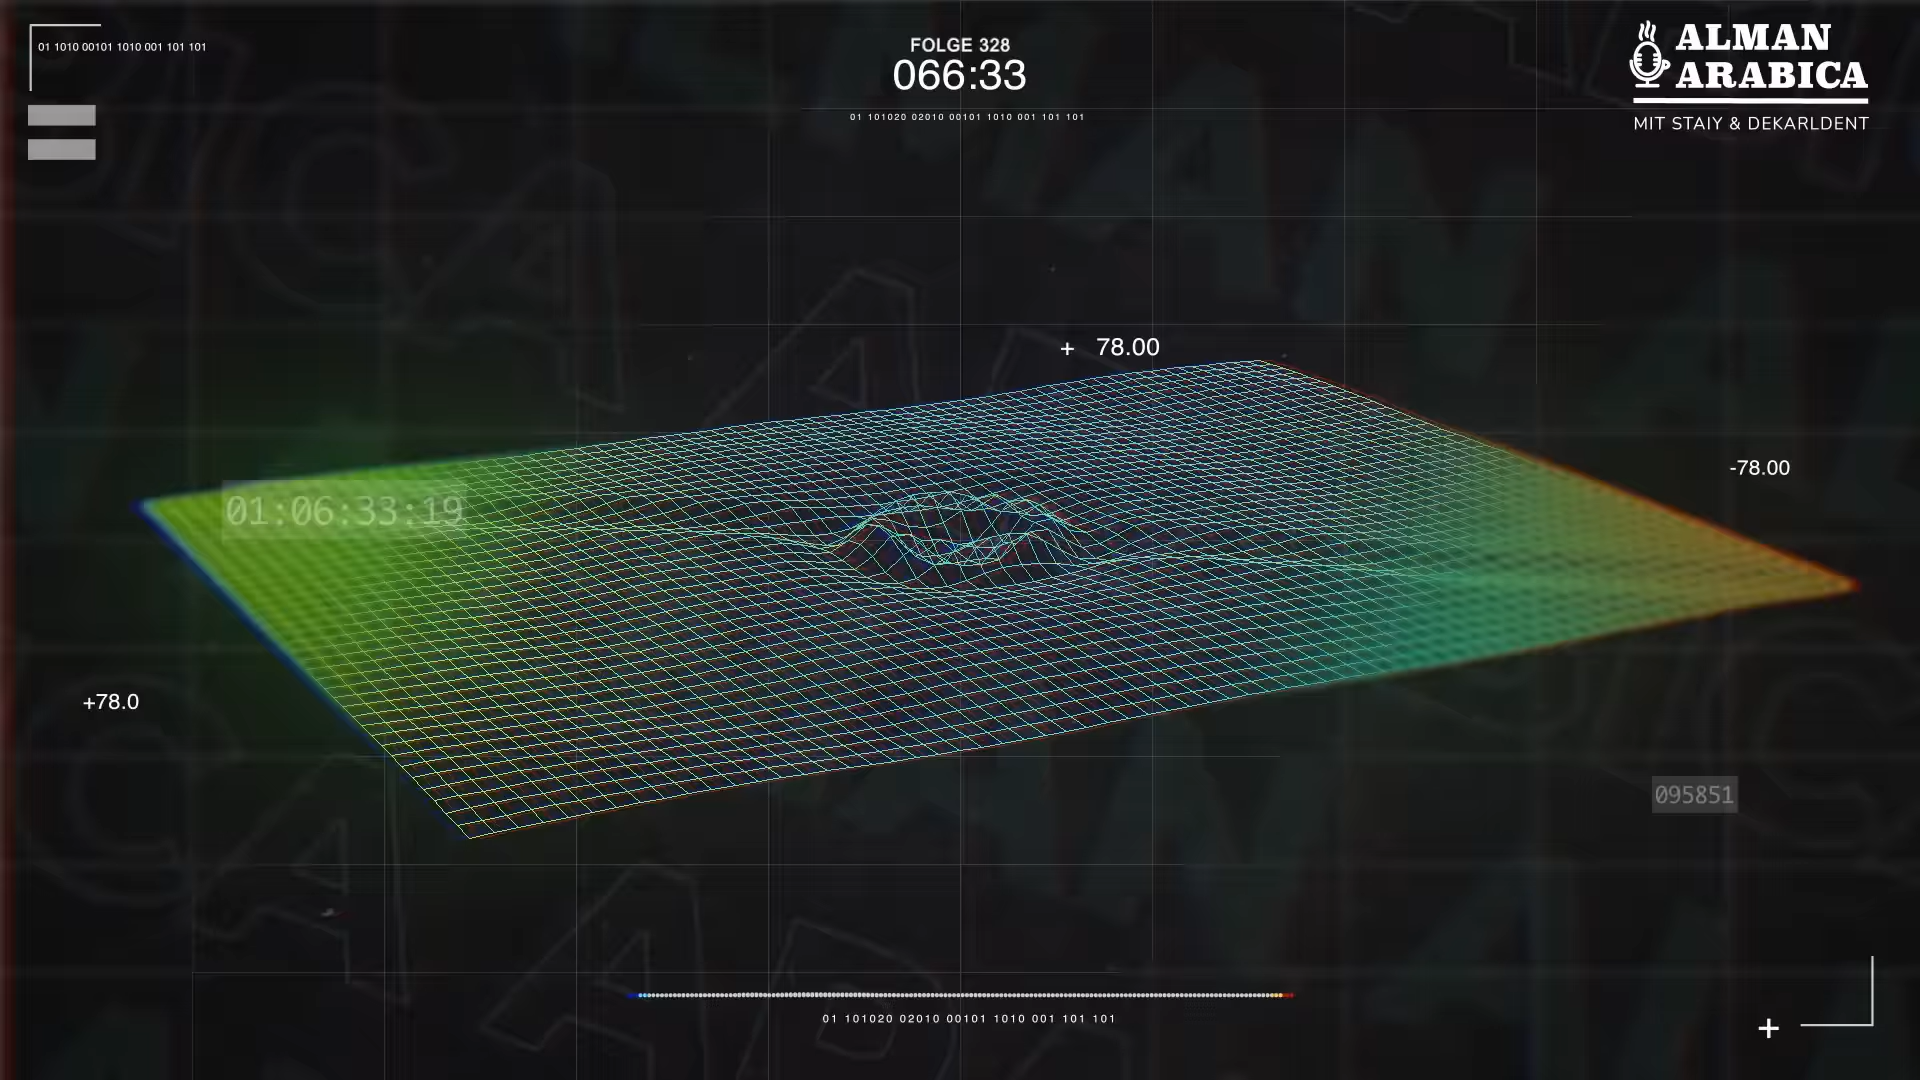 01 1010 00101 1010 001 101 101
FOLGE 328
066:33
01 101020 02010 00101 1010 001 101 101
ALMAN
ARABICA
MIT STAIY & DEKARLDENT
+ 78.00
-78.00
01:06:33:19
+78.0
095851
01 101020 02010 00101 1010 001 101 101
+